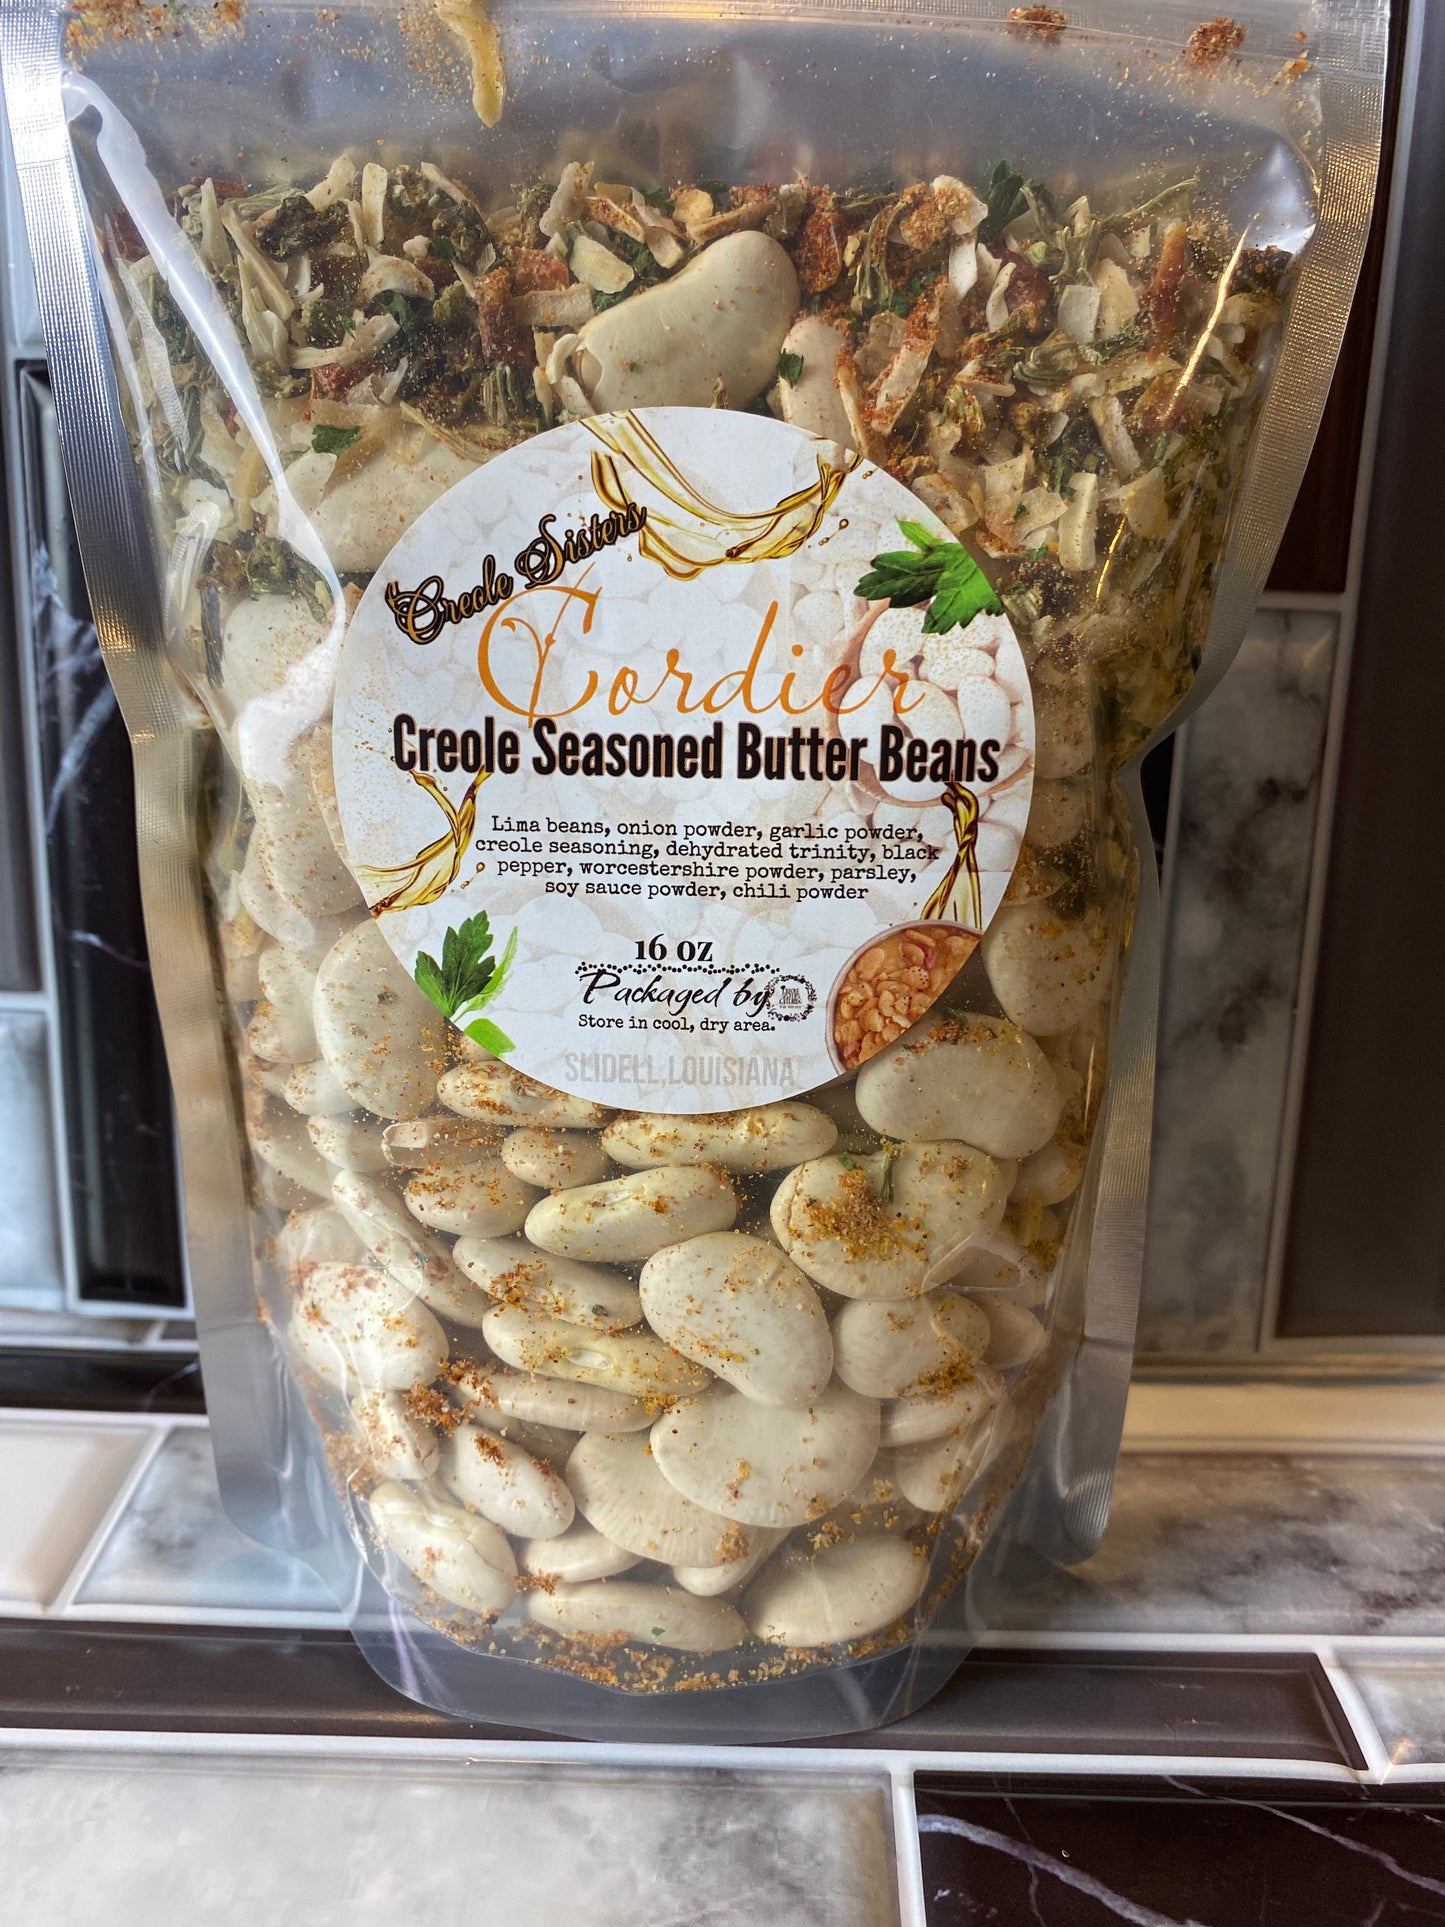 Creole Sisters
Cordier
Creole Seasoned Butter Beans
Lima beans, onion powder, garlic powder,
creole seasoning, dehydrated trinity, black
pepper, worcestershire powder, parsley,
soy sauce powder, chili powder
16 oz
Packaged by
Store in cool, dry area.
SLIDELL, LOUISIANA